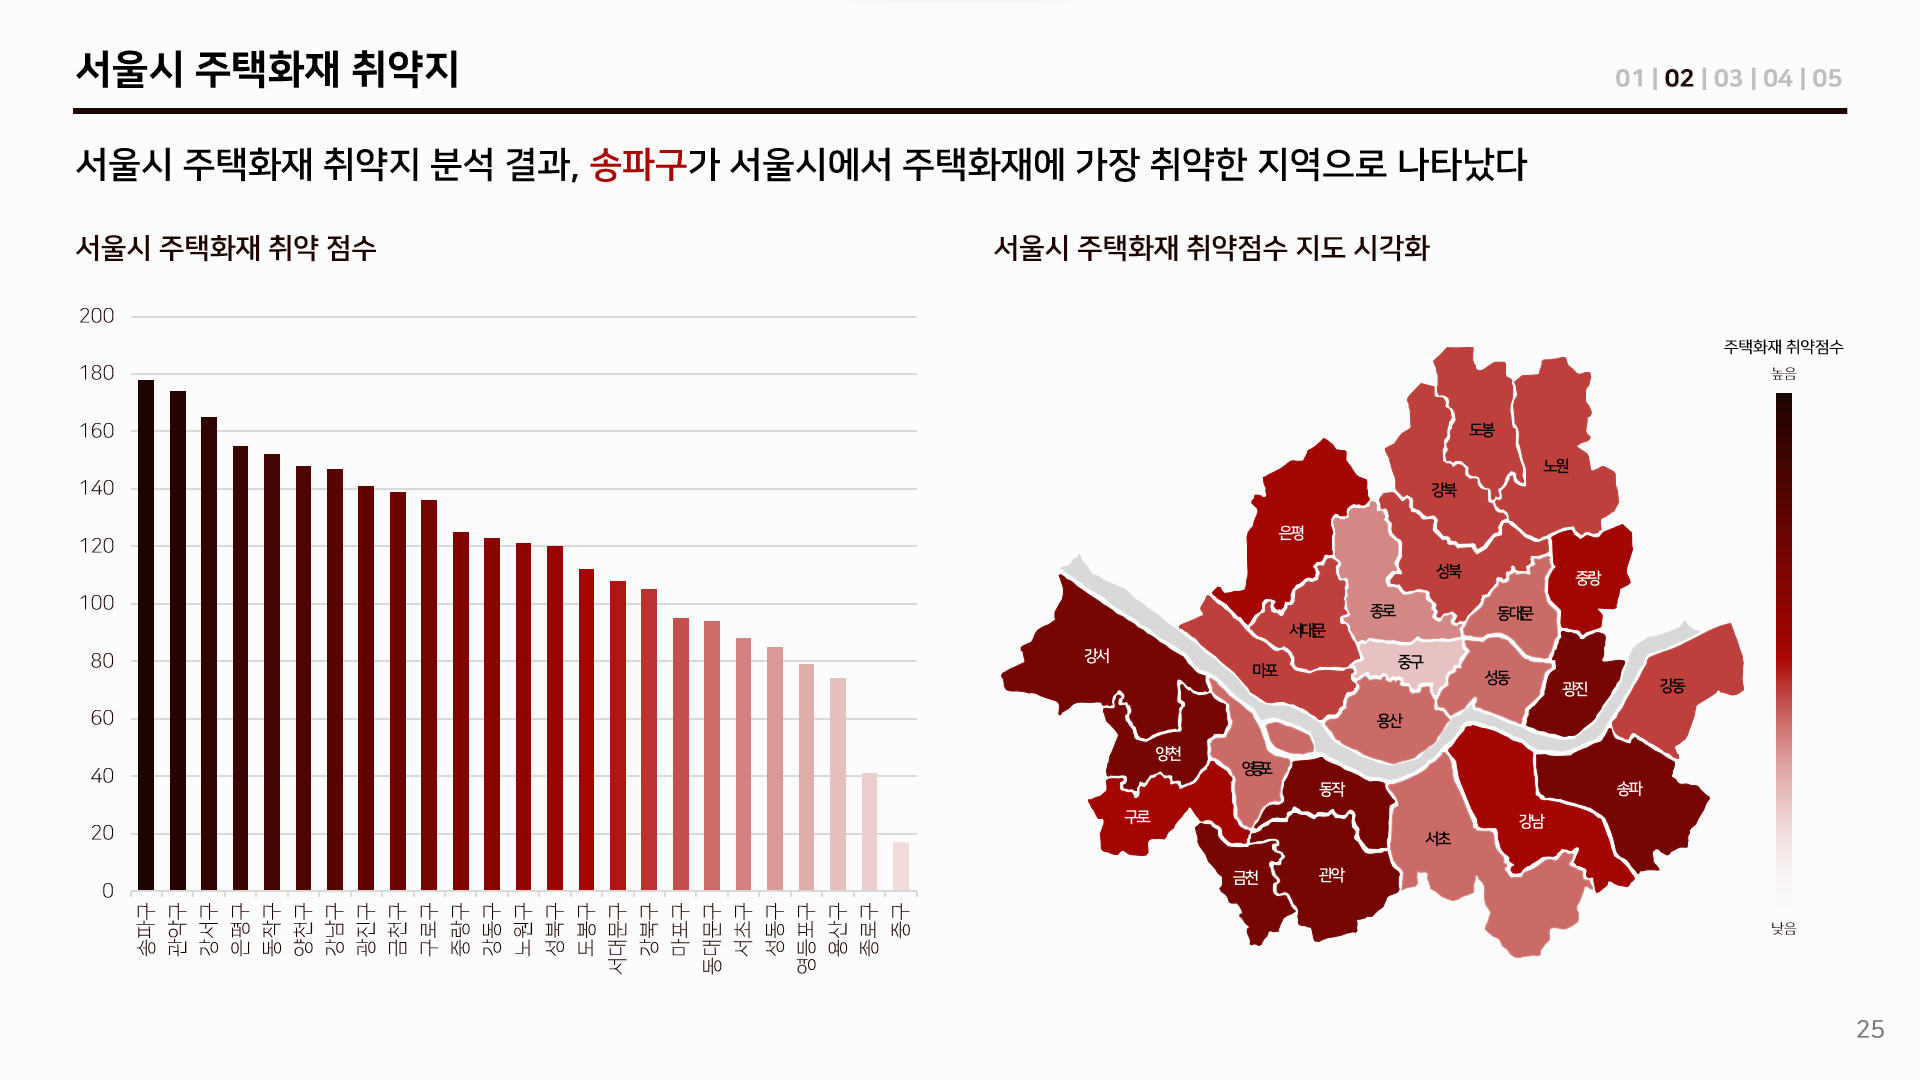 서울시 주택화재 취약지
01 | 02 | 03 | 04 | 05
서울시 주택화재 취약지 분석 결과, 송파구가 서울시에서 주택화재에 가장 취약한 지역으로 나타났다
서울시 주택화재 취약 점수
200
180
160
140
120
100
80
60
40
20
0
송파구
관악구
강서구
은평구
동작구
양천구
강남구
광진구
금천구
구로구
중랑구
강동구
노원구
성북구
도봉구
서대문구
강북구
마포구
동대문구
서초구
성동구
영등포구
용산구
종로구
중구
서울시 주택화재 취약점수 지도 시각화
주택화재 취약점수
높음
낮음
도봉
노원
강북
은평
성북
중랑
종로
동대문
서대문
강서
마포
중구
성동
광진
강동
용산
양천
영등포
동작
송파
구로
강남
서초
금천
관악
25